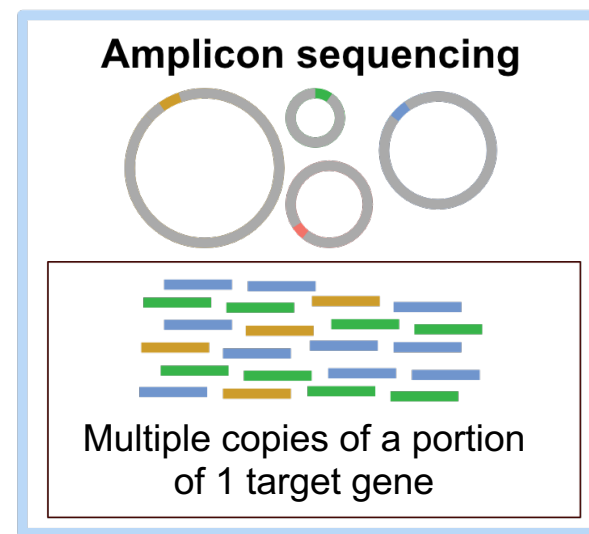 Amplicon sequencing
Multiple copies of a portion
of 1 target gene